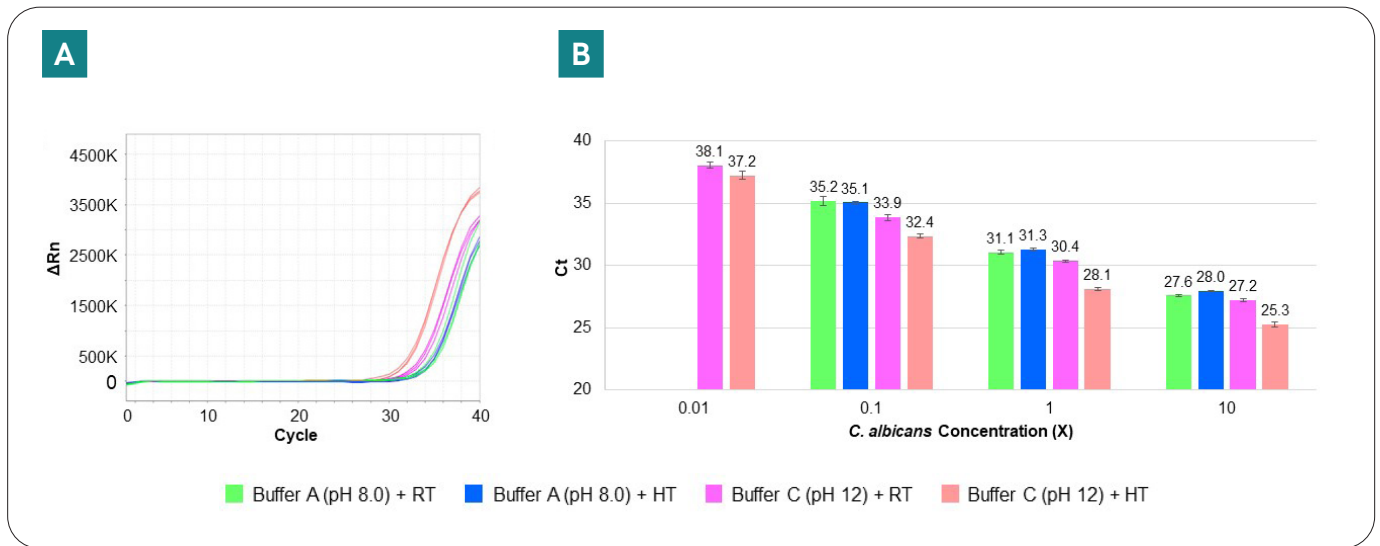 A
B
4500K
3500K
2500K
1500K
500K
0
ΔRn
0 10 20 30 40
Cycle
40
35
30
25
20
Ct
38.1 37.2
35.2 35.1 33.9 32.4
31.1 31.3 30.4 28.1
27.6 28.0 27.2 25.3
0.01 0.1 1 10
C. albicans Concentration (X)
Buffer A (pH 8.0) + RT Buffer A (pH 8.0) + HT Buffer C (pH 12) + RT Buffer C (pH 12) + HT